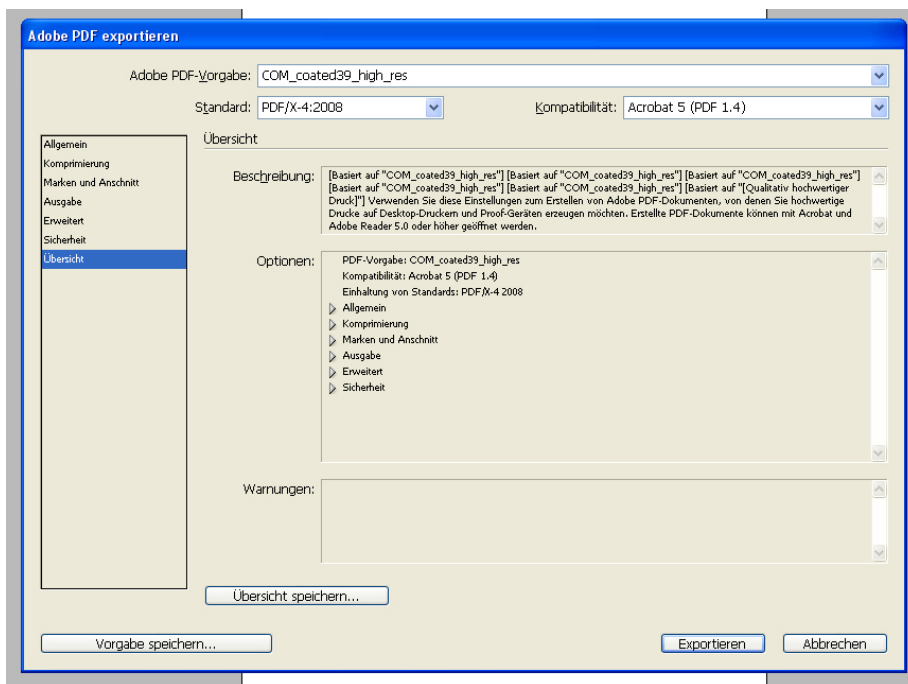 Adobe PDF exportieren
Adobe PDF-Vorgabe: COM_coated39_high_res
Standard: PDF/X-4:2008 Kompatibilität: Acrobat 5 (PDF 1.4)
Allgemein
Komprimierung
Marken und Anschnitt
Ausgabe
Erweitert
Sicherheit
Übersicht
Übersicht
Beschreibung: [Basiert auf "COM_coated39_high_res"] [Basiert auf "COM_coated39_high_res"] [Basiert auf "COM_coated39_high_res"]
[Basiert auf "COM_coated39_high_res"] [Basiert auf "COM_coated39_high_res"] [Basiert auf "[Qualitativ hochwertiger
Druck]"] Verwenden Sie diese Einstellungen zum Erstellen von Adobe PDF-Dokumenten, von denen Sie hochwertige
Drucke auf Desktop-Druckern und Proof-Geräten erzeugen möchten. Erstellte PDF-Dokumente können mit Acrobat und
Adobe Reader 5.0 oder höher geöffnet werden.
Optionen: PDF-Vorgabe: COM_coated39_high_res
Kompatibilität: Acrobat 5 (PDF 1.4)
Einhaltung von Standards: PDF/X-4 2008
Allgemein
Komprimierung
Marken und Anschnitt
Ausgabe
Erweitert
Sicherheit
Warnungen:
Übersicht speichern...
Vorgabe speichern... Exportieren Abbrechen